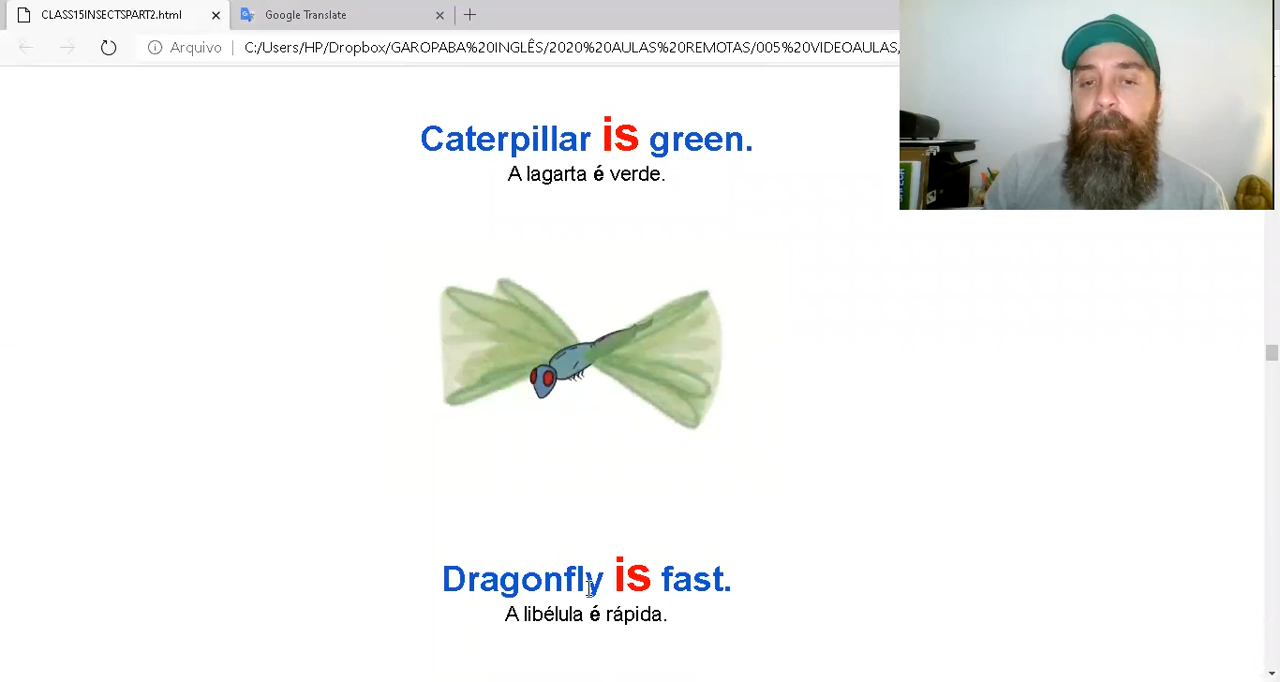 CLASS15INSECTSPART2.html
Google Translate
Arquivo
C:/Users/HP/Dropbox/GAROPABA%20INGLÊS/2020%20AULAS%20REMOTAS/005%20VIDEOAULAS,
Caterpillar is green.
A lagarta é verde.
Dragonfly is fast.
A libélula é rápida.